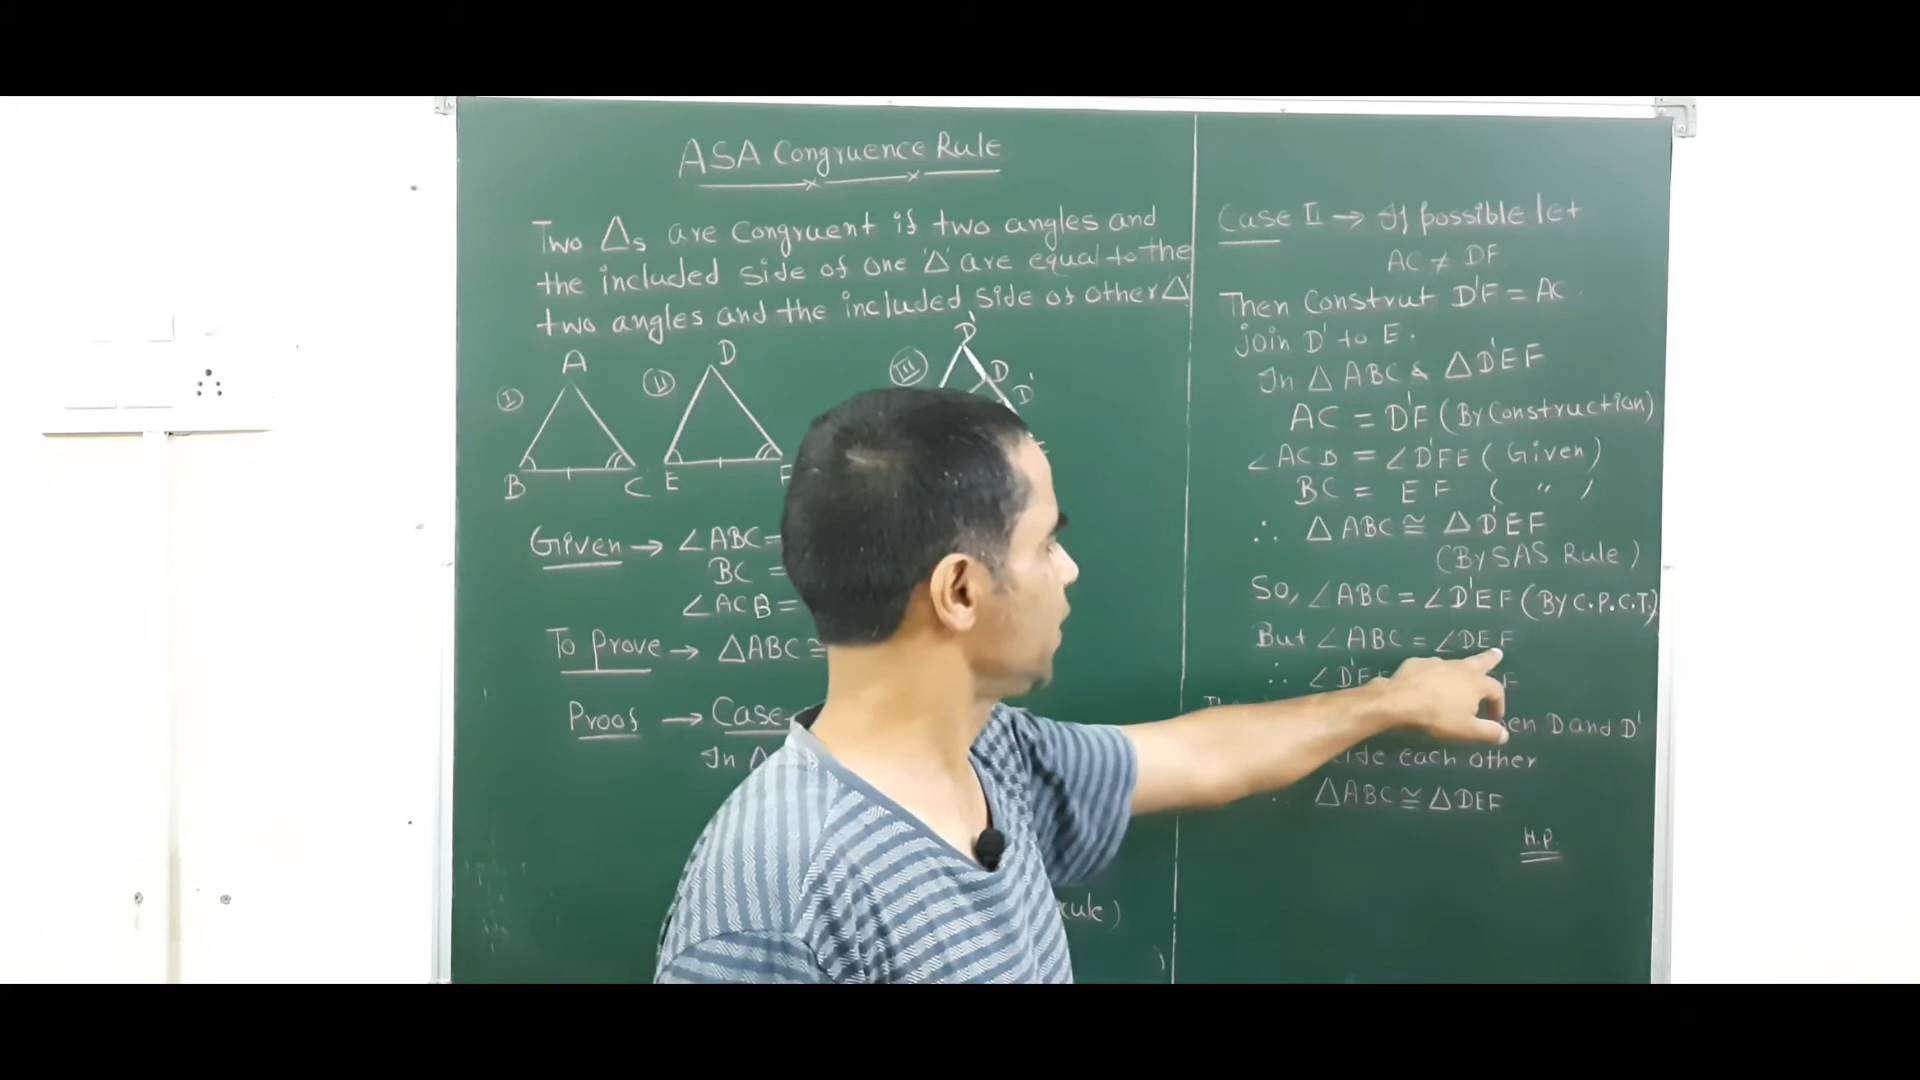 ASA Congruence Rule
Two △s are congruent if two angles and
the included side of one 'Δ' are equal to the
two angles and the included side of other Δ'
I
A
B
C
II
D
E
F
III
D'
D
D'
Given → ∠ABC =
BC =
∠ACB =
To Prove → △ABC ≅
Proof → Case
In Δ
rule)
)
Case II → If possible let
AC ≠ DF
Then Construt D'F = AC
join D' to E.
In △ ABC & △D'EF
AC = D'F (By Construction)
∠ACB = ∠D'FE (Given)
BC = EF ( " )
∴ △ ABC ≅ △D'EF
(By SAS Rule)
So, ∠ABC = ∠D'EF (By C.P.C.T.)
But ∠ABC = ∠DEF
∴ ∠D'E F
D and D'
each other
∴ △ABC ≅ △DEF
H.P.